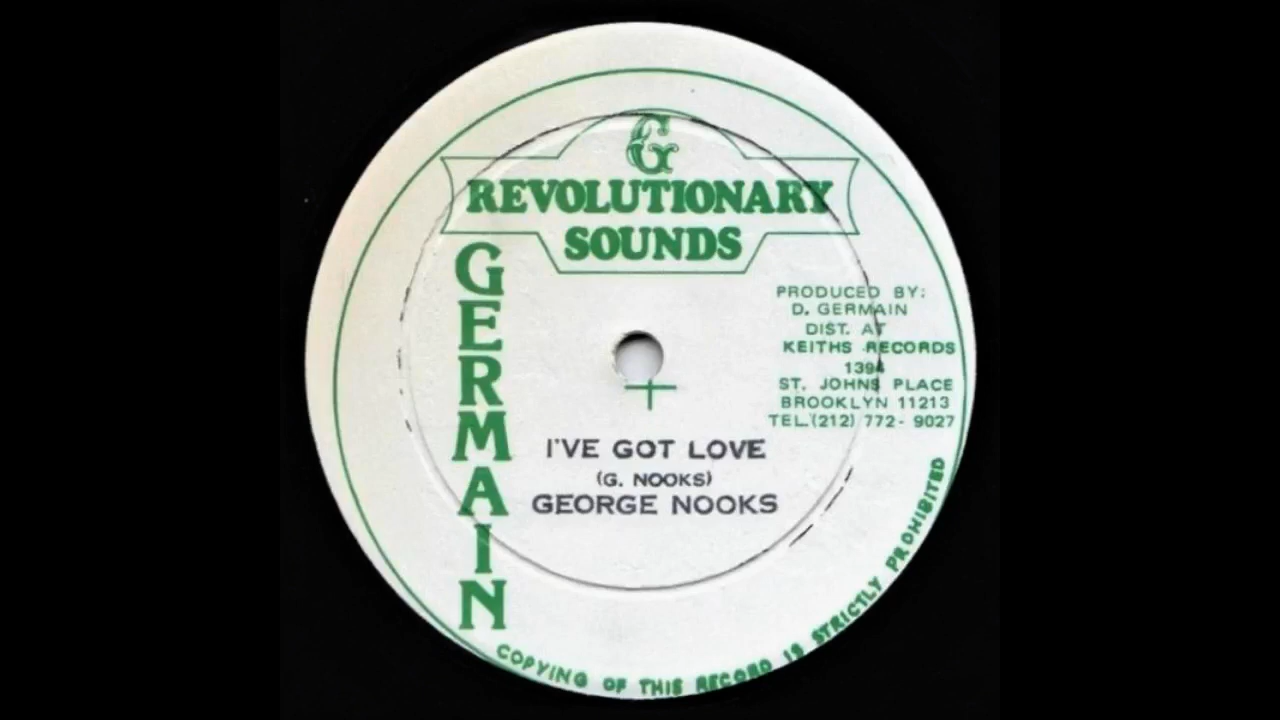 G
REVOLUTIONARY
SOUNDS
GERMAIN
PRODUCED BY:
D. GERMAIN
DIST. AT
KEITHS RECORDS
1394
ST. JOHNS PLACE
BROOKLYN 11213
TEL.(212) 772-9027
I'VE GOT LOVE
(G. NOOKS)
GEORGE NOOKS
COPYING OF THIS RECORD IS STRICTLY PROHIBITED